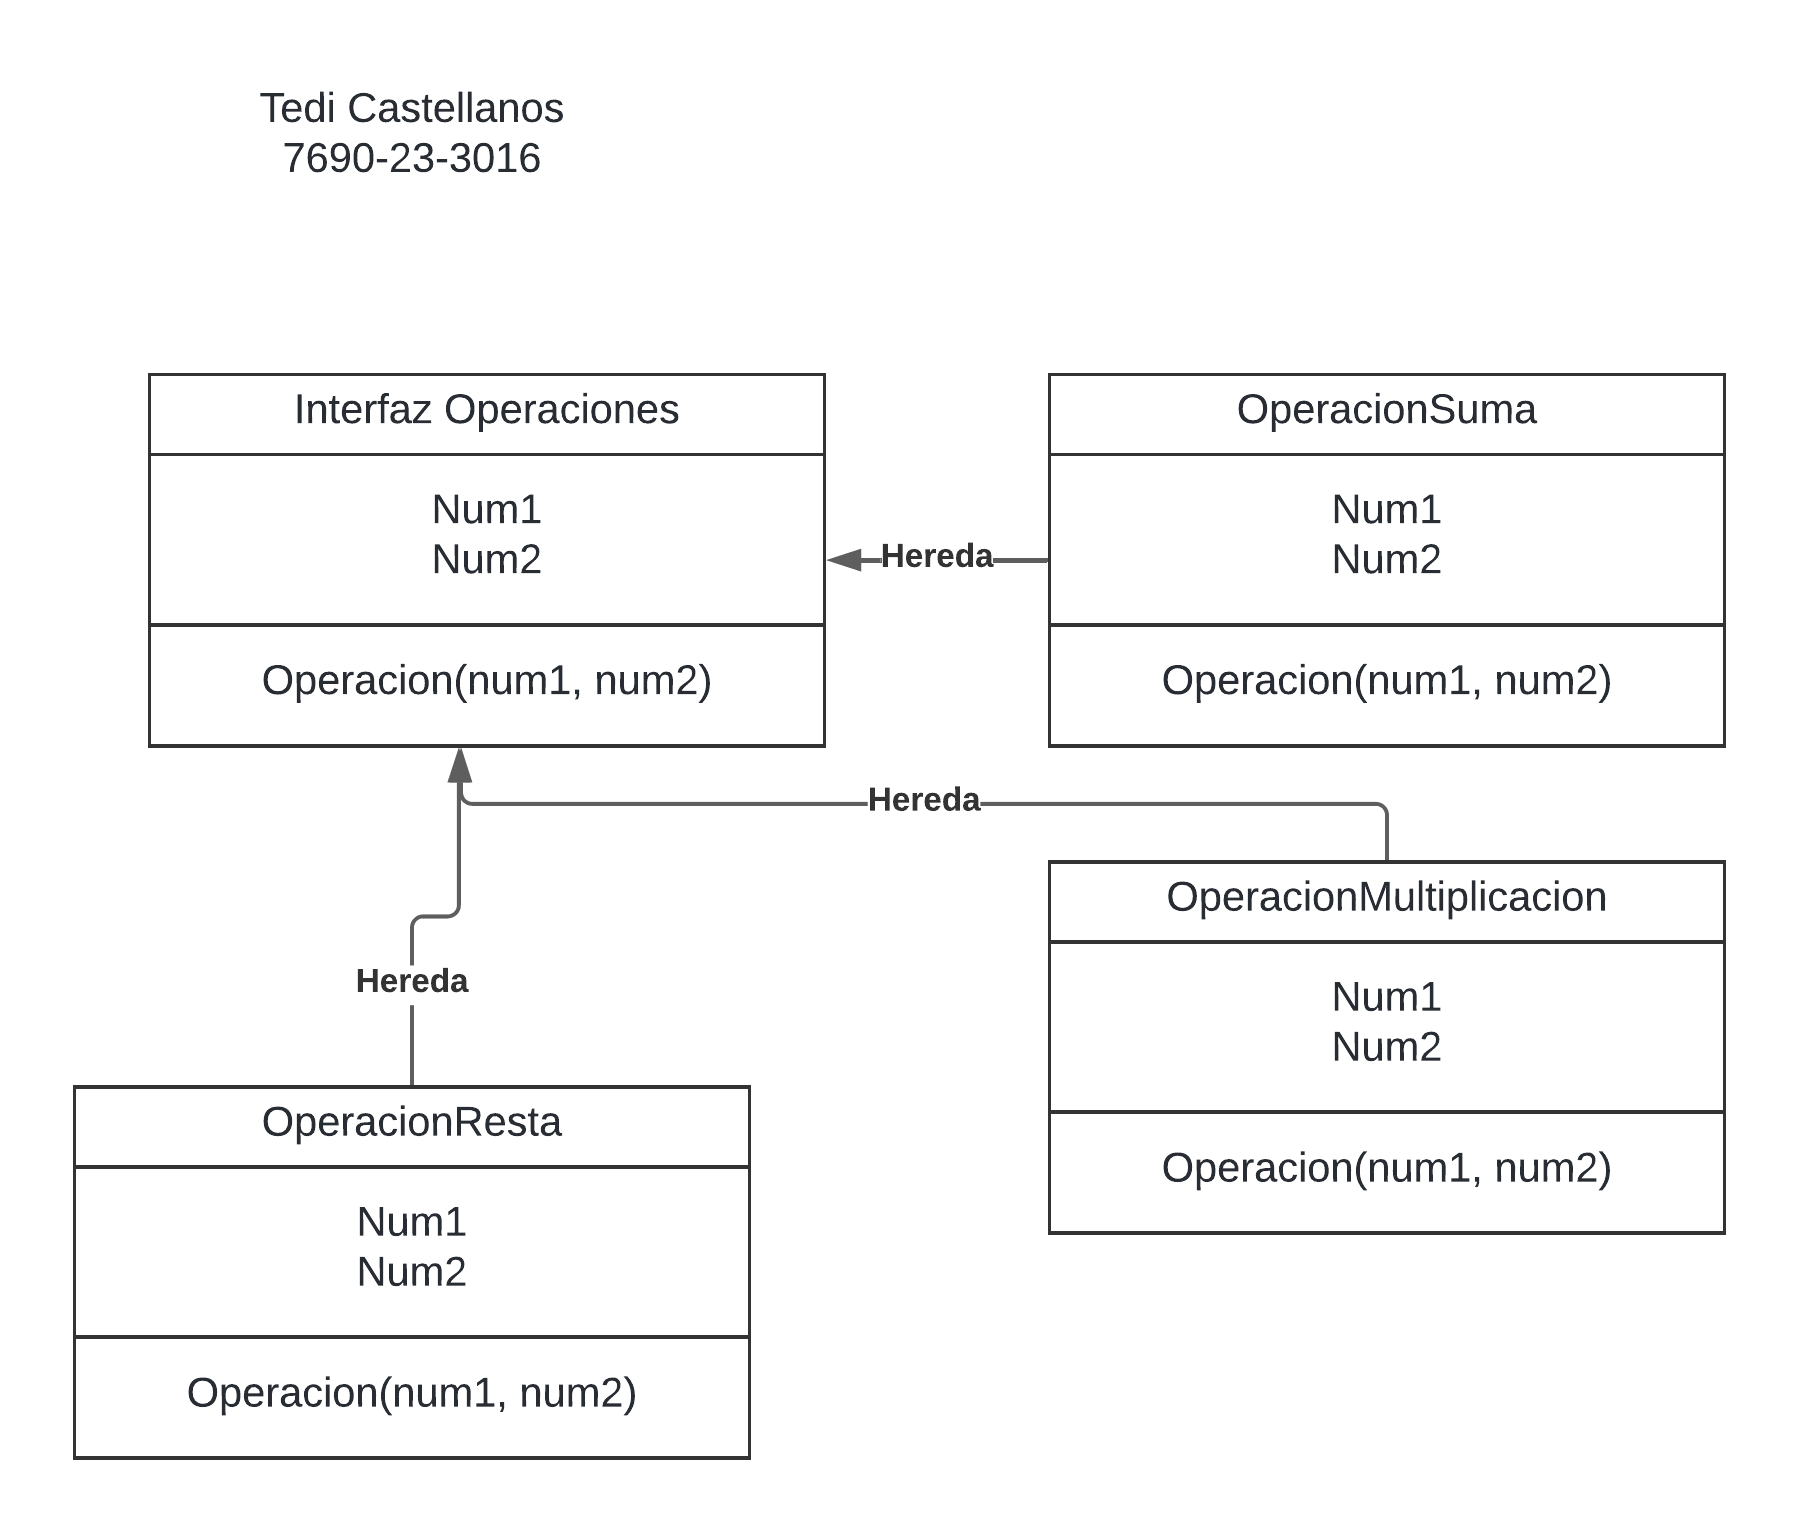 Tedi Castellanos
7690-23-3016
Interfaz Operaciones
Num1
Num2
Operacion(num1, num2)
Hereda
OperacionSuma
Num1
Num2
Operacion(num1, num2)
Hereda
OperacionMultiplicacion
Num1
Num2
Operacion(num1, num2)
Hereda
OperacionResta
Num1
Num2
Operacion(num1, num2)